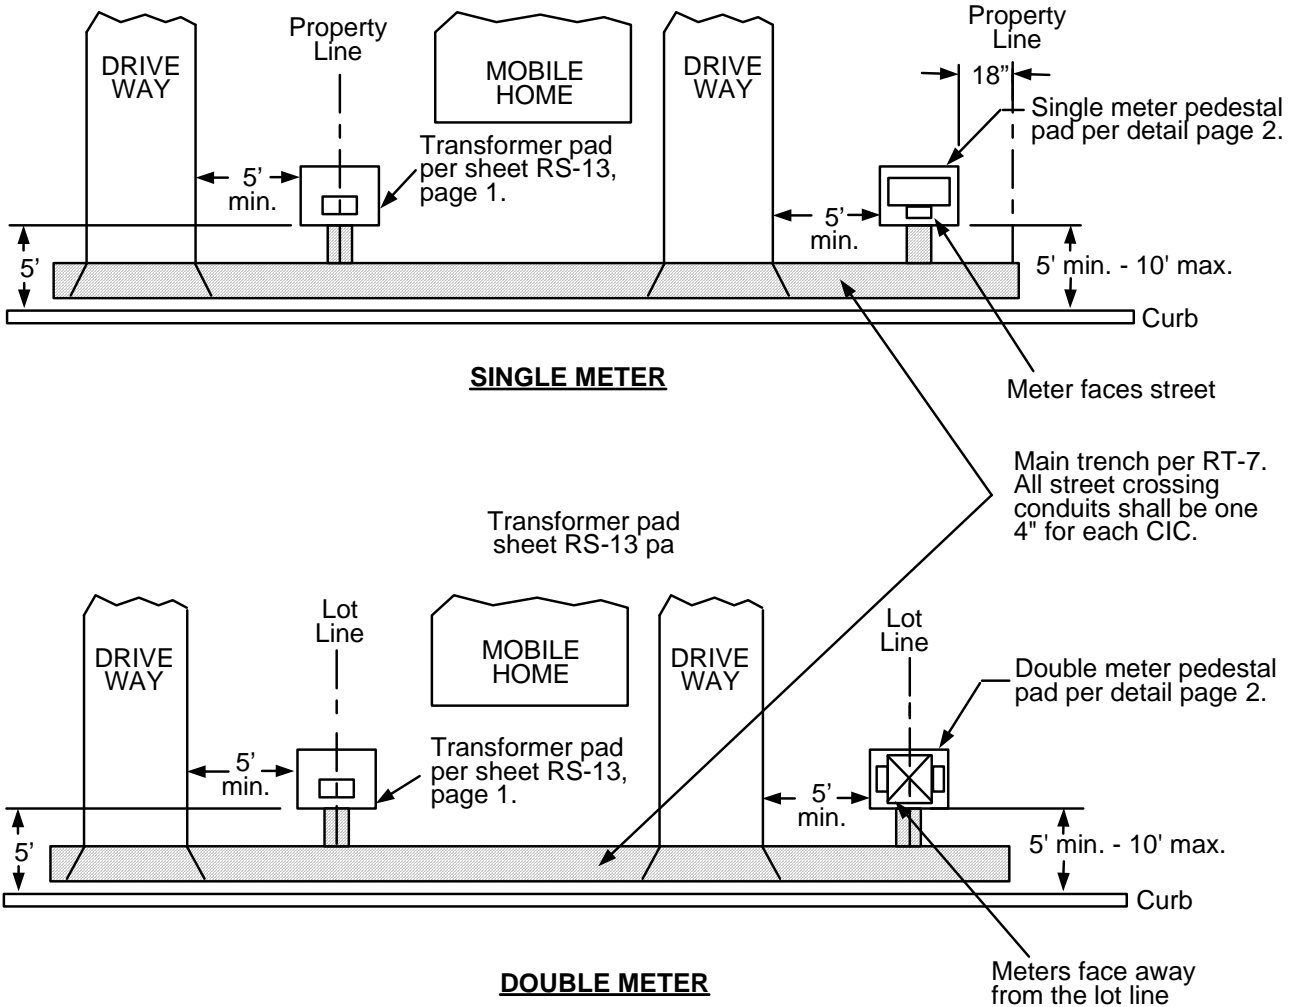 Property
Line
Property
Line
DRIVE
WAY
MOBILE
HOME
DRIVE
WAY
18"
Single meter pedestal
pad per detail page 2.
Transformer pad
per sheet RS-13,
page 1.
5'
min.
5'
min.
5'
5' min. - 10' max.
Curb
SINGLE METER
Meter faces street
Main trench per RT-7.
All street crossing
conduits shall be one
4" for each CIC.
Transformer pad
sheet RS-13 pa
Lot
Line
Lot
Line
DRIVE
WAY
MOBILE
HOME
DRIVE
WAY
Double meter pedestal
pad per detail page 2.
Transformer pad
per sheet RS-13,
page 1.
5'
min.
5'
min.
5'
5' min. - 10' max.
Curb
DOUBLE METER
Meters face away
from the lot line